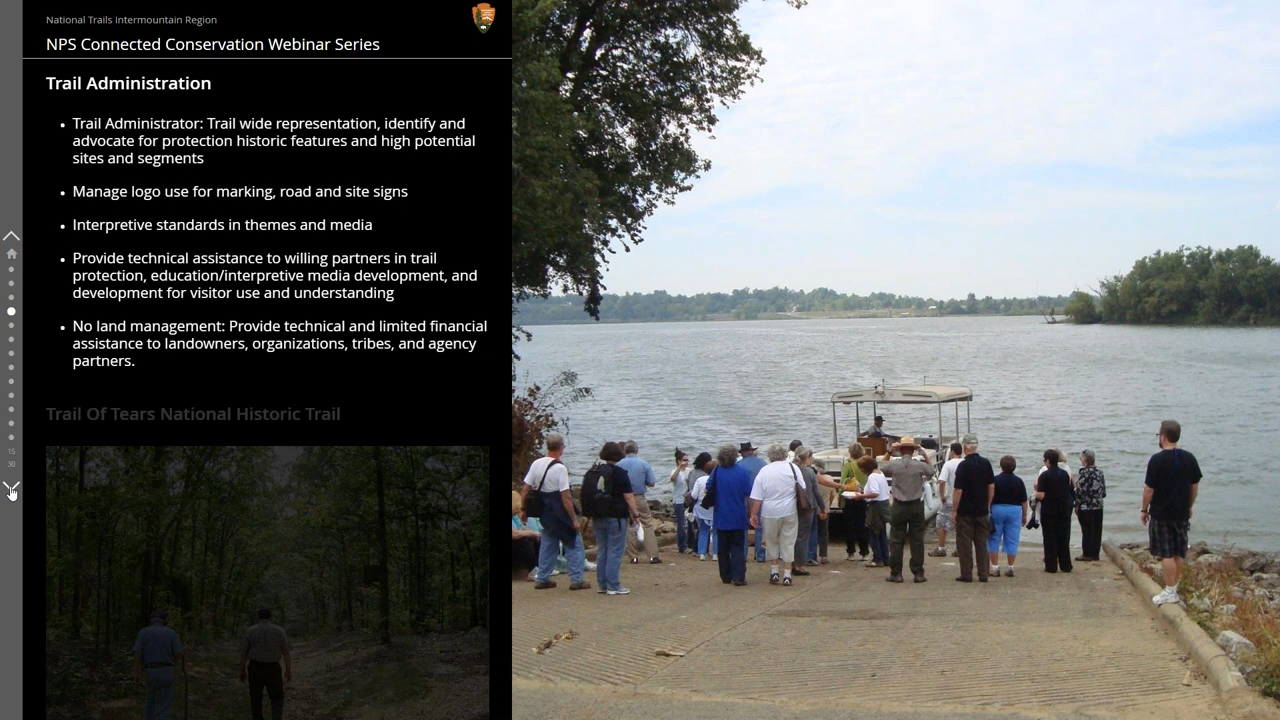 National Trails Intermountain Region
NPS Connected Conservation Webinar Series
Trail Administration
• Trail Administrator: Trail wide representation, identify and
advocate for protection historic features and high potential
sites and segments
• Manage logo use for marking, road and site signs
• Interpretive standards in themes and media
• Provide technical assistance to willing partners in trail
protection, education/interpretive media development, and
development for visitor use and understanding
• No land management: Provide technical and limited financial
assistance to landowners, organizations, tribes, and agency
partners.
Trail Of Tears National Historic Trail
15
30